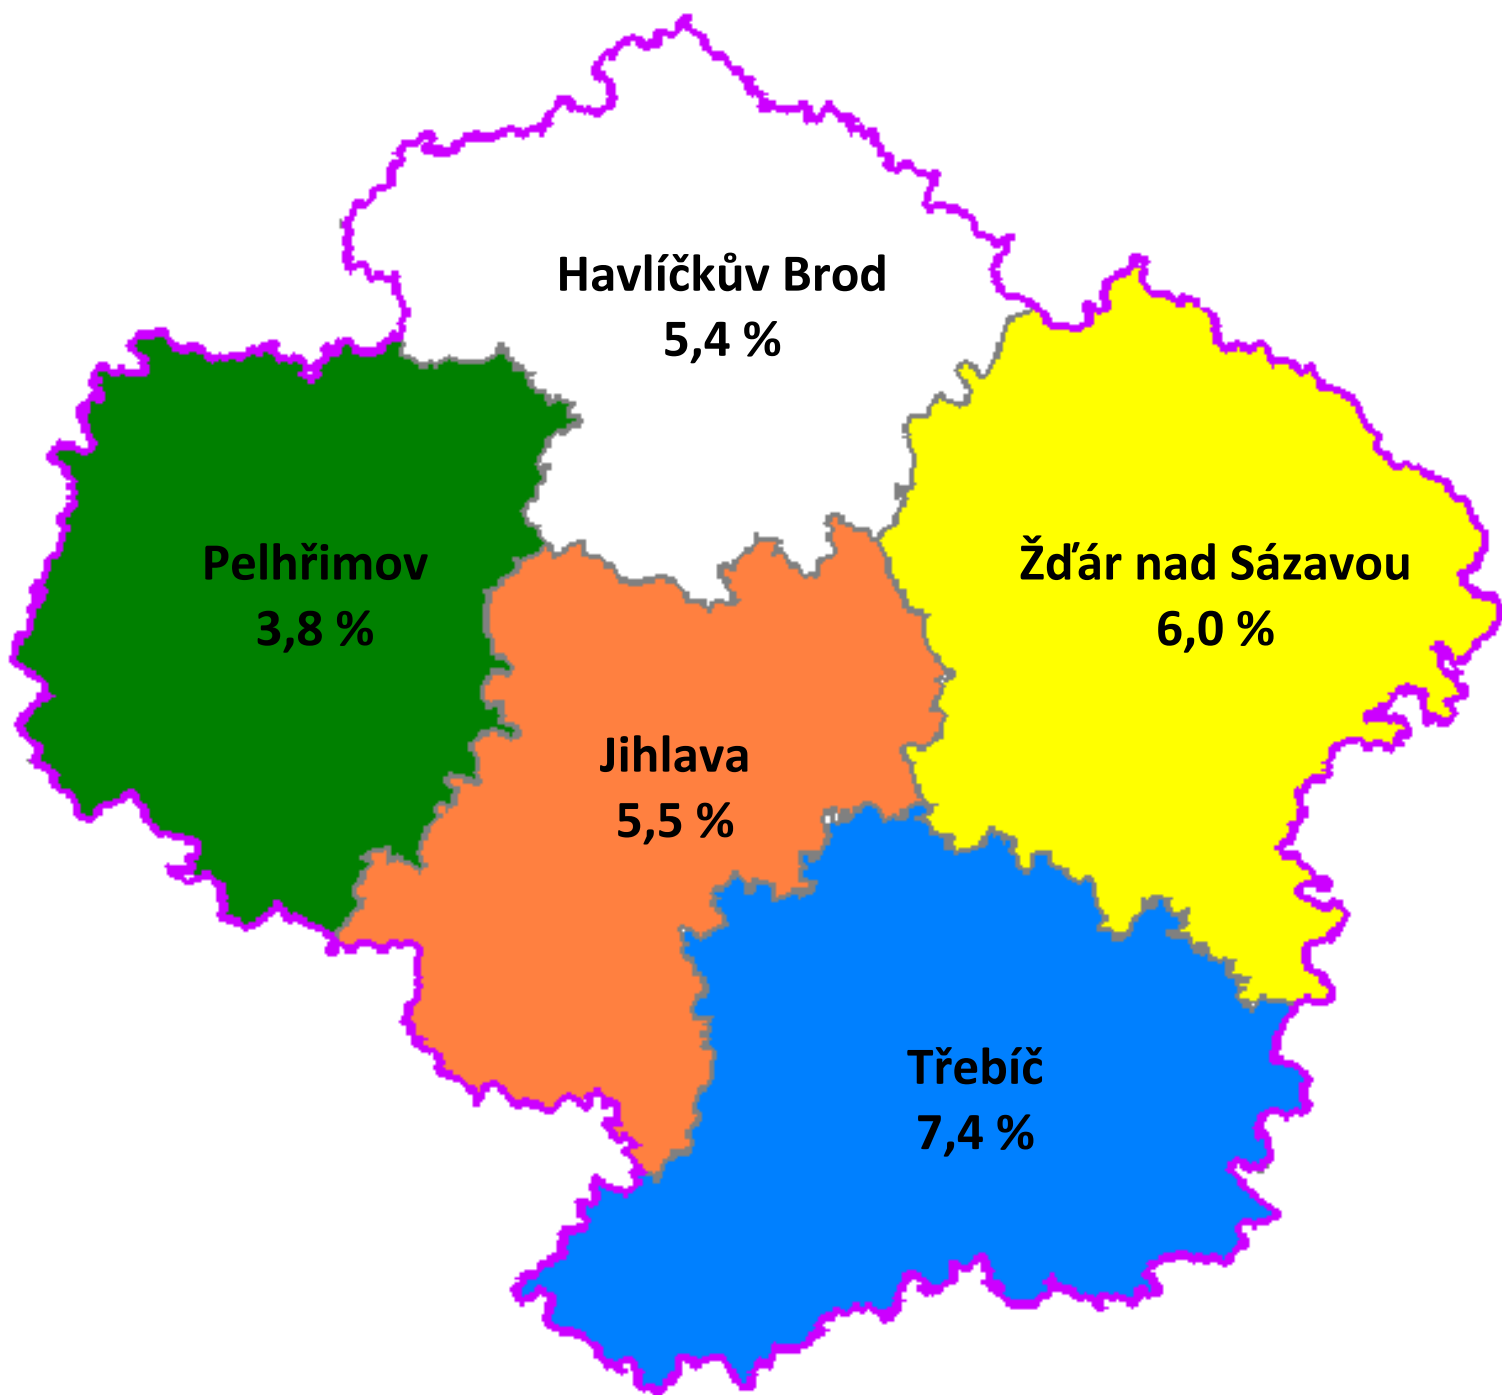 Havlíčkův Brod
5,4 %
Pelhřimov
3,8 %
Žďár nad Sázavou
6,0 %
Jihlava
5,5 %
Třebíč
7,4 %